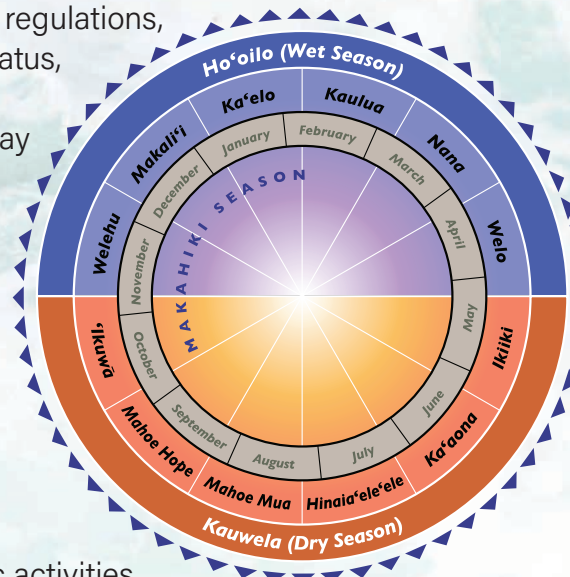 regulations,
atus,
ay
Hoʻoilo (Wet Season)
Welehu
Makaliʻi
Kaʻelo
Kaulua
Nana
Welo
Ikiiki
Kaʻaona
Hinaiaʻeleʻele
Mahoe Mua
Mahoe Hope
ʻIkuwā
November
December
January
February
March
April
May
June
July
August
September
October
MAKAHIKI SEASON
Kauwela (Dry Season)
c activities